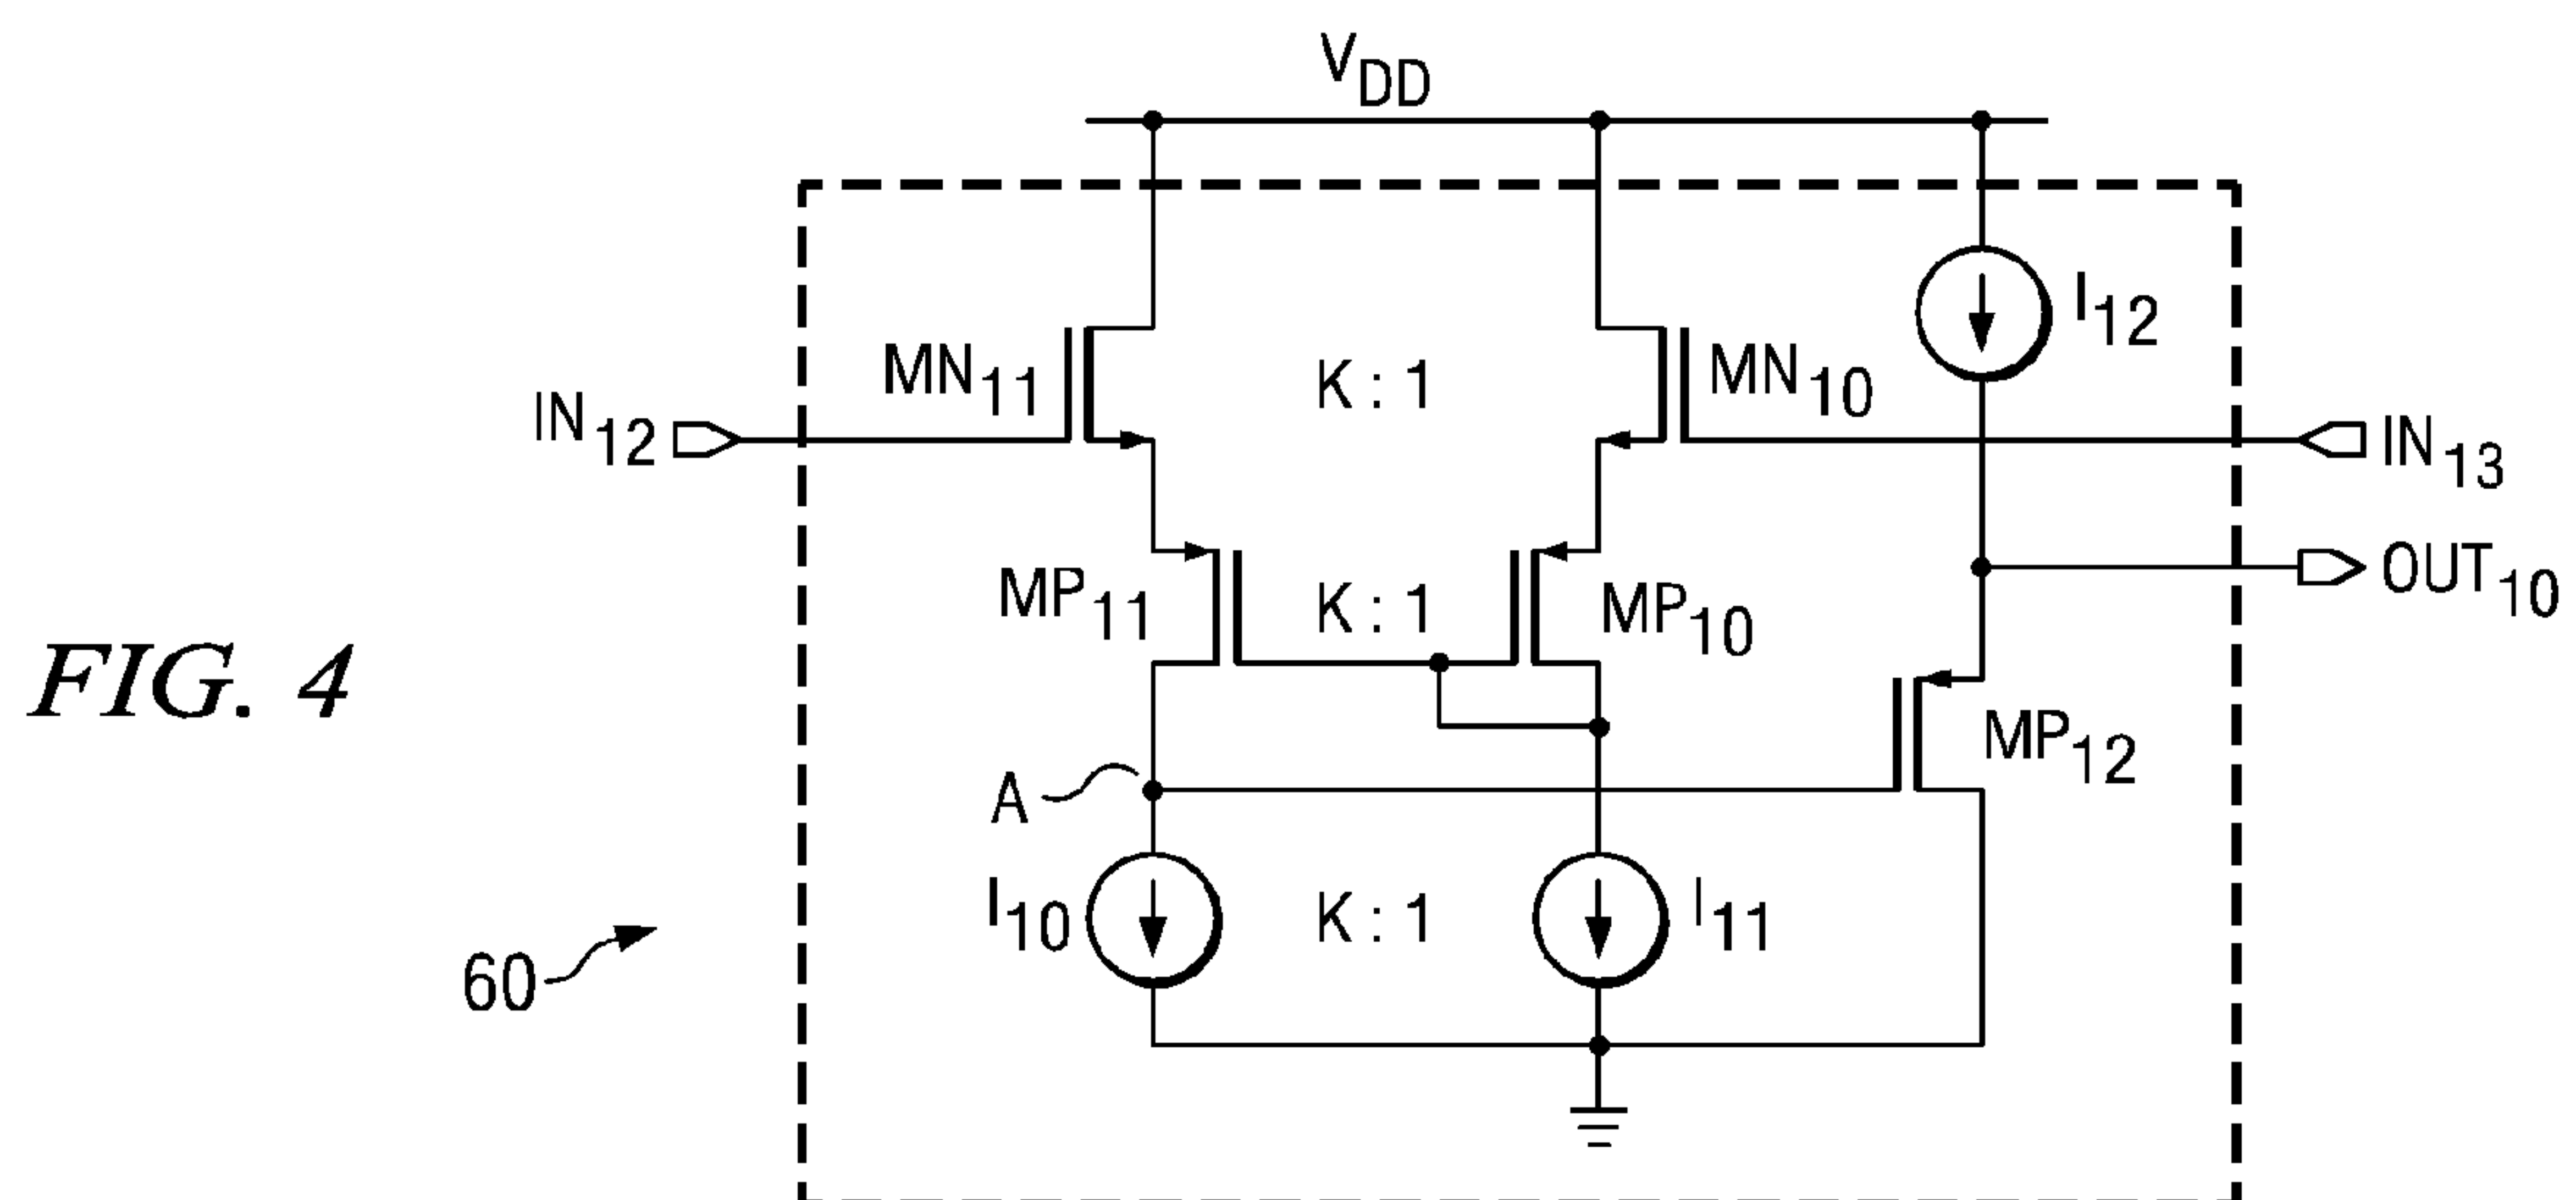 VDD
I12
MN11
K : 1
MN10
IN12
IN13
OUT10
MP11
K : 1
MP10
FIG. 4
MP12
A
I10
K : 1
I11
60